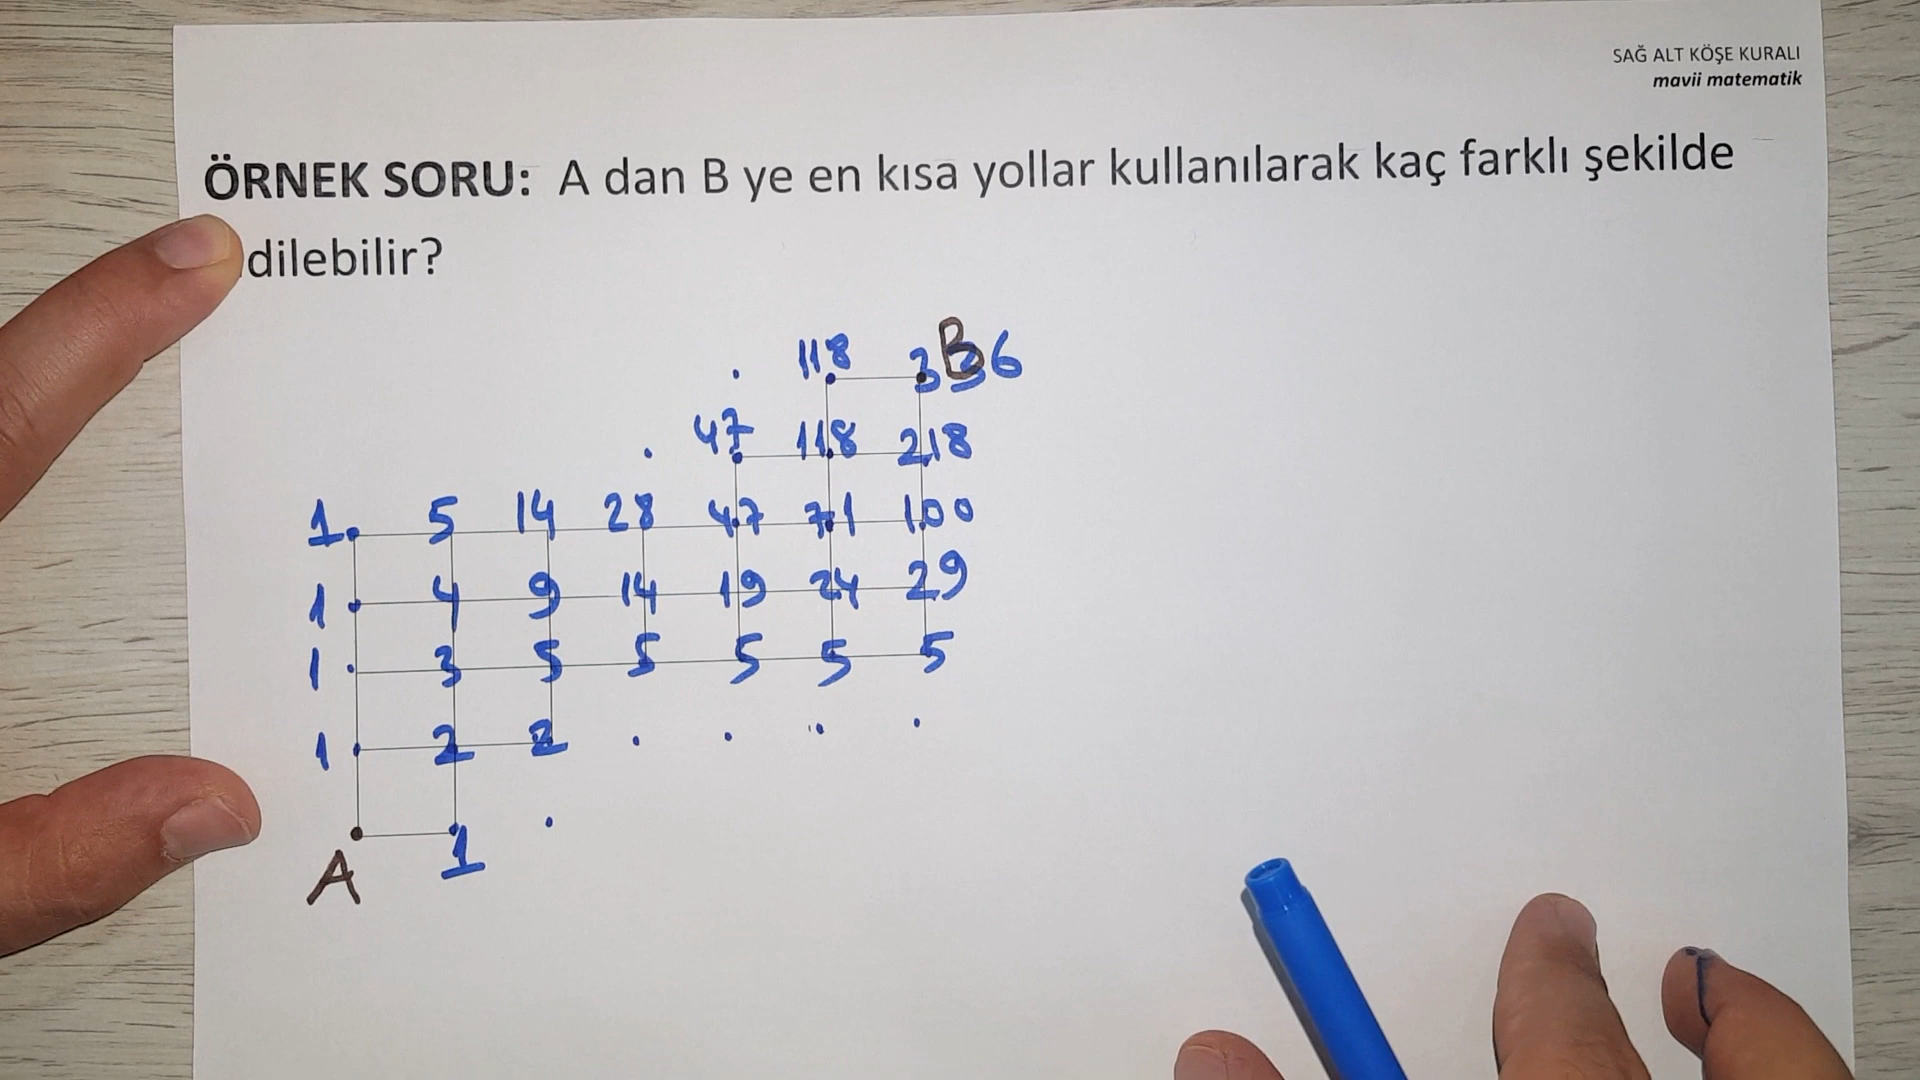 SAĞ ALT KÖŞE KURALI
mavii matematik
ÖRNEK SORU: A dan B ye en kısa yollar kullanılarak kaç farklı şekilde
dilebilir?
118 B 336
47 118 218
1 5 14 28 47 71 100
1 4 9 14 19 24 29
1 3 5 5 5 5 5
1 2 2
A 1